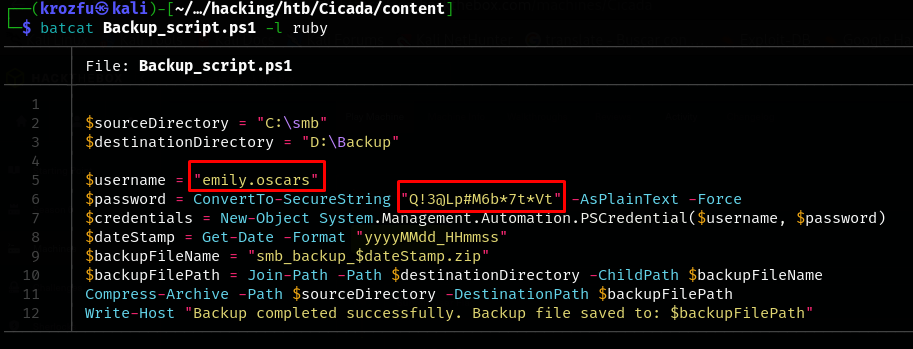 ┌──(krozfu㉿kali)-[~/…/hacking/htb/Cicada/content]
└─$ batcat Backup_script.ps1 -l ruby
File: Backup_script.ps1
1
2 $sourceDirectory = "C:\smb"
3 $destinationDirectory = "D:\Backup"
4
5 $username = "emily.oscars"
6 $password = ConvertTo-SecureString "Q!3@Lp#M6b*7t*Vt" -AsPlainText -Force
7 $credentials = New-Object System.Management.Automation.PSCredential($username, $password)
8 $dateStamp = Get-Date -Format "yyyyMMdd_HHmmss"
9 $backupFileName = "smb_backup_$dateStamp.zip"
10 $backupFilePath = Join-Path -Path $destinationDirectory -ChildPath $backupFileName
11 Compress-Archive -Path $sourceDirectory -DestinationPath $backupFilePath
12 Write-Host "Backup completed successfully. Backup file saved to: $backupFilePath"